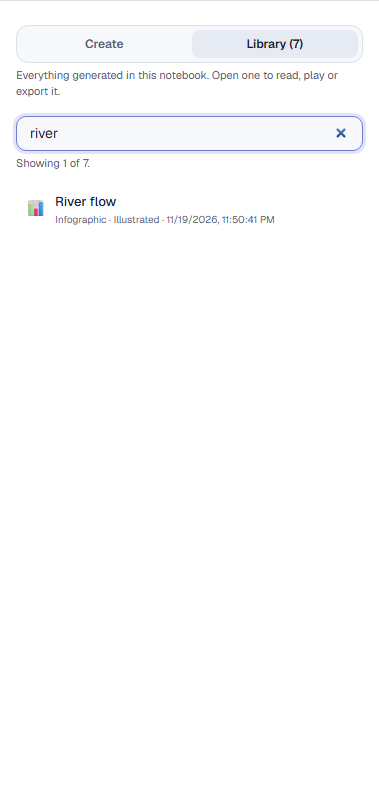 Create
Library (7)
Everything generated in this notebook. Open one to read, play or
export it.
river
Showing 1 of 7.
River flow
Infographic · Illustrated · 11/19/2026, 11:50:41 PM